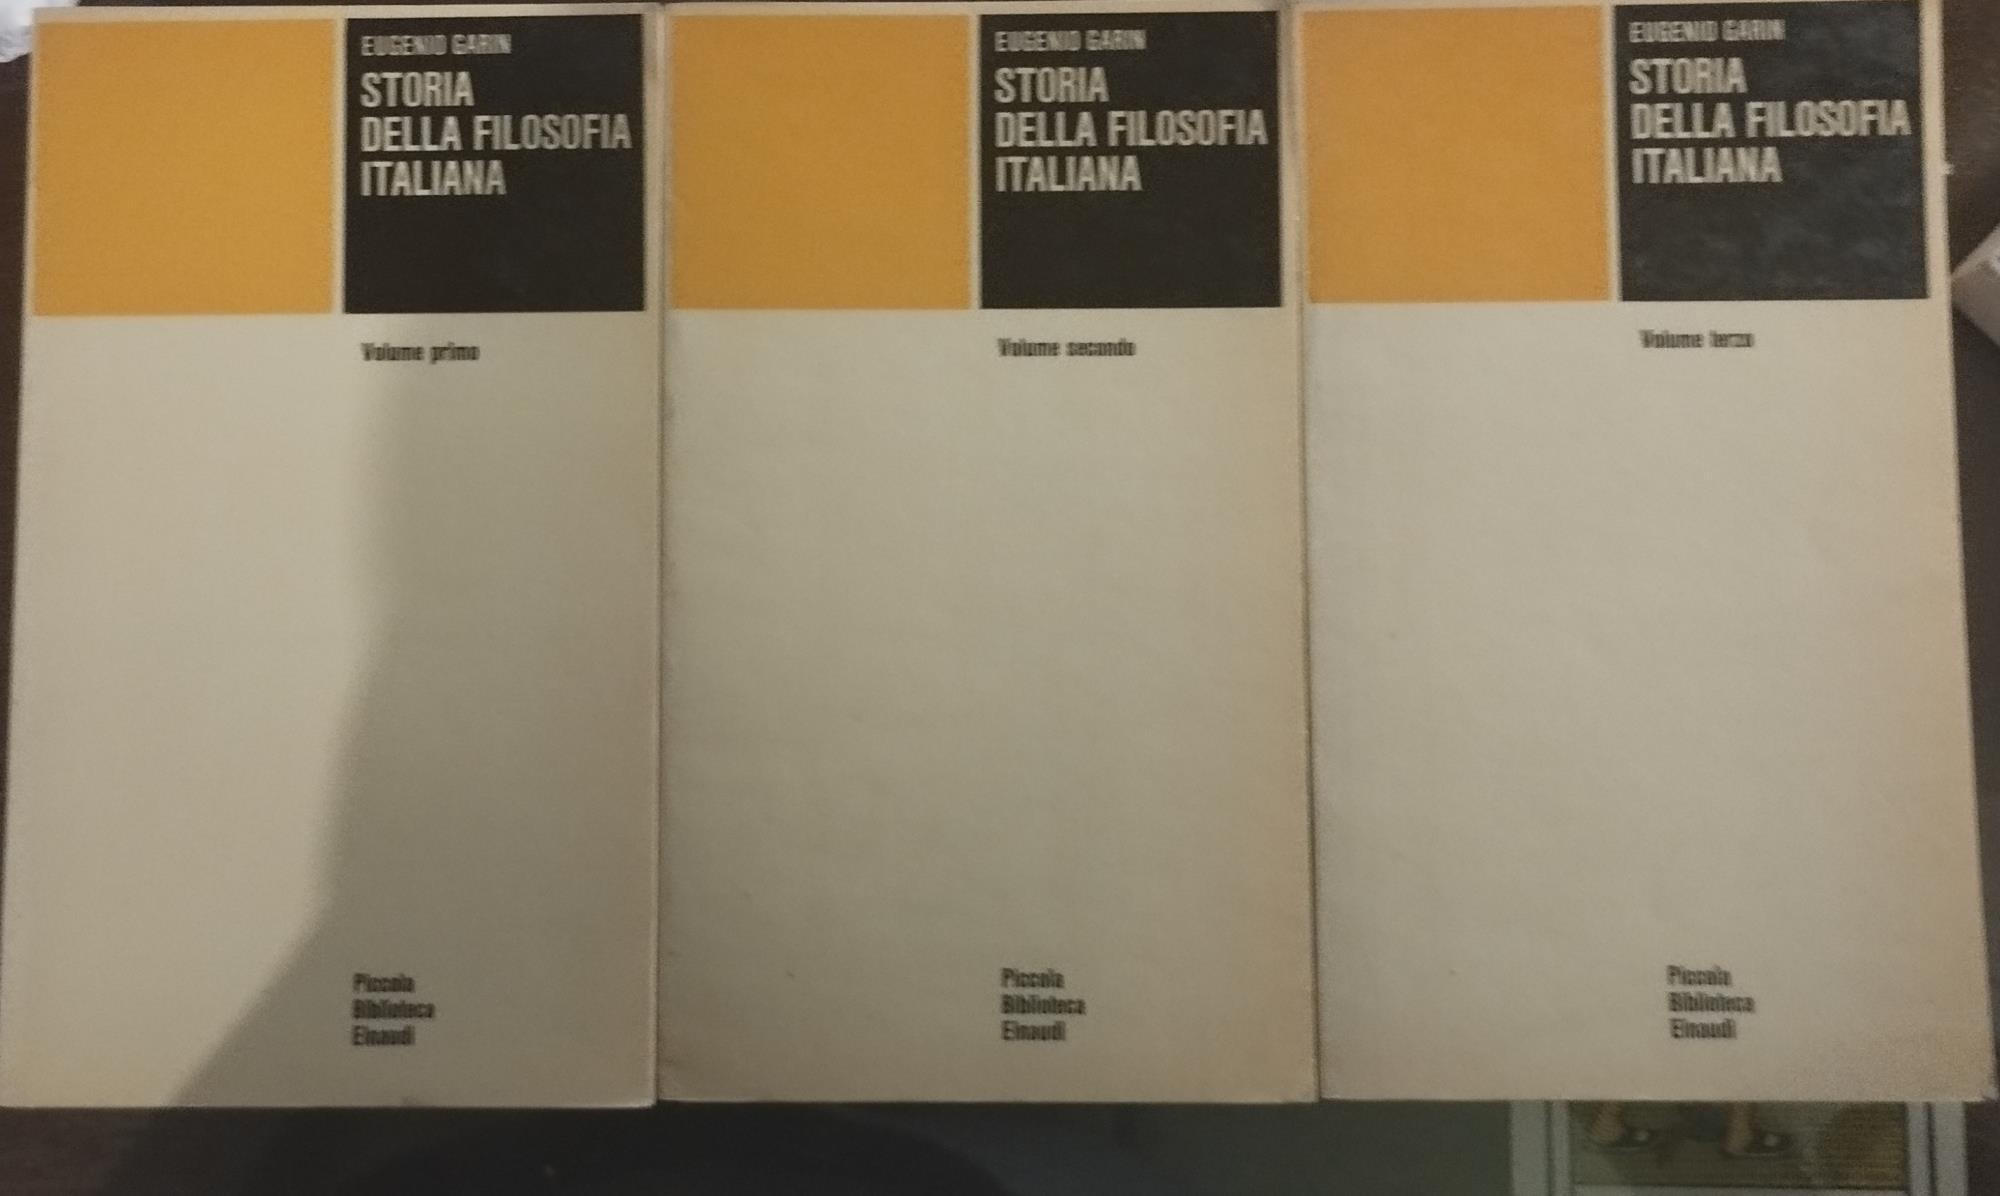 EUGENIO GARIN
STORIA
DELLA FILOSOFIA
ITALIANA
Volume primo
Piccola
Biblioteca
Einaudi
EUGENIO GARIN
STORIA
DELLA FILOSOFIA
ITALIANA
Volume secondo
Piccola
Biblioteca
Einaudi
EUGENIO GARIN
STORIA
DELLA FILOSOFIA
ITALIANA
Volume terzo
Piccola
Biblioteca
Einaudi